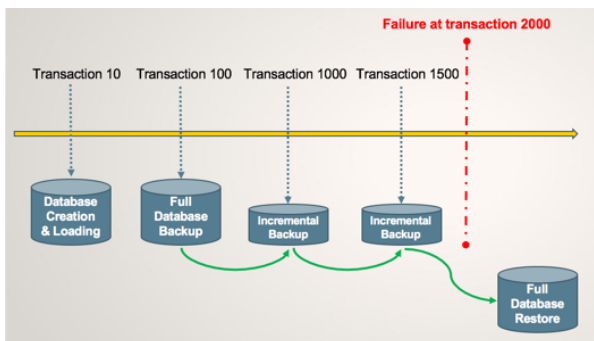 Failure at transaction 2000
Transaction 10
Transaction 100
Transaction 1000
Transaction 1500
Database
Creation
& Loading
Full
Database
Backup
Incremental
Backup
Incremental
Backup
Full
Database
Restore